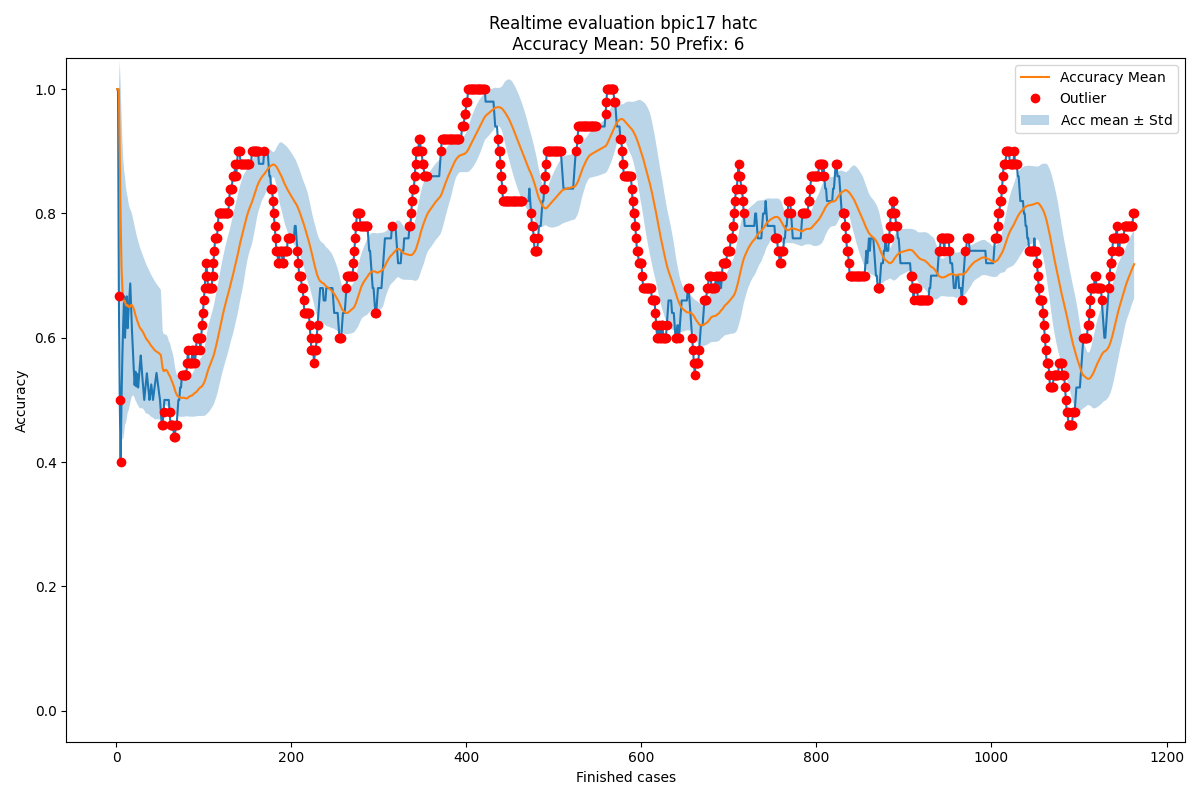 Realtime evaluation bpic17 hatc
Accuracy Mean: 50 Prefix: 6
Accuracy Mean
Outlier
Acc mean ± Std
Accuracy
1.0
0.8
0.6
0.4
0.2
0.0
0
200
400
600
800
1000
1200
Finished cases